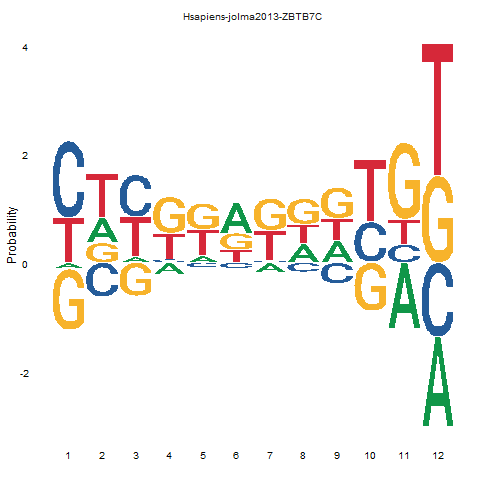 Hsapiens-jolma2013-ZBTB7C
Probability
4
2
0
-2
C T A G
T A G C
C T A G
G T C A
G T A C
A G T C
G T C A
G T A C
G T A C
T C G
G T C A
T G C A
1 2 3 4 5 6 7 8 9 10 11 12